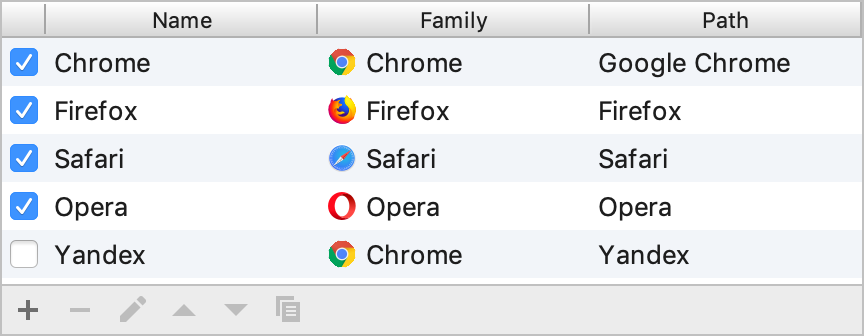 Name Family Path
Chrome Chrome Google Chrome
Firefox Firefox Firefox
Safari Safari Safari
Opera Opera Opera
Yandex Chrome Yandex